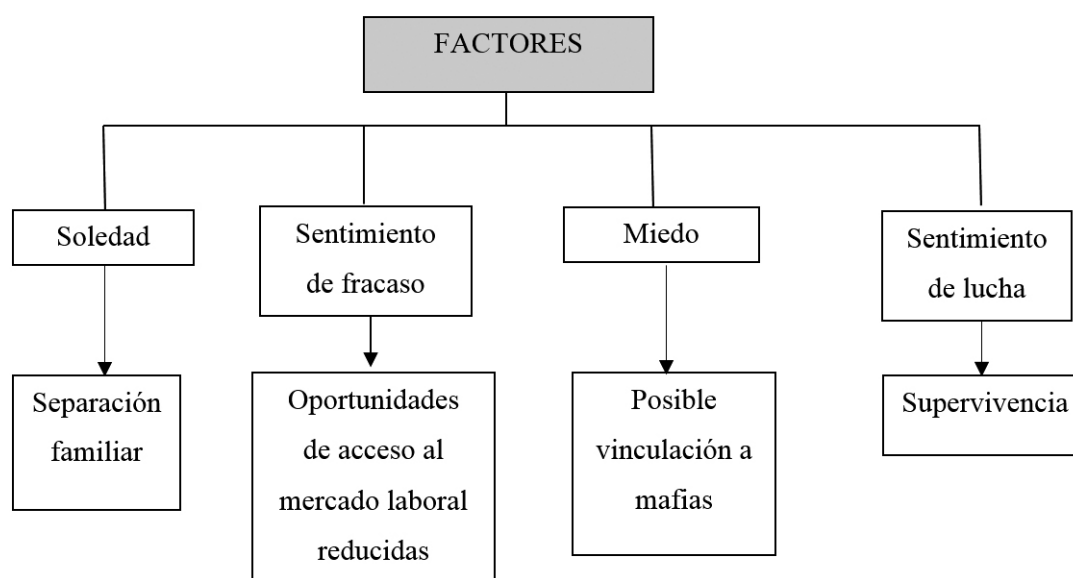 FACTORES
Soledad
Sentimiento
de fracaso
Miedo
Sentimiento
de lucha
Separación
familiar
Oportunidades
de acceso al
mercado laboral
reducidas
Posible
vinculación a
mafias
Supervivencia